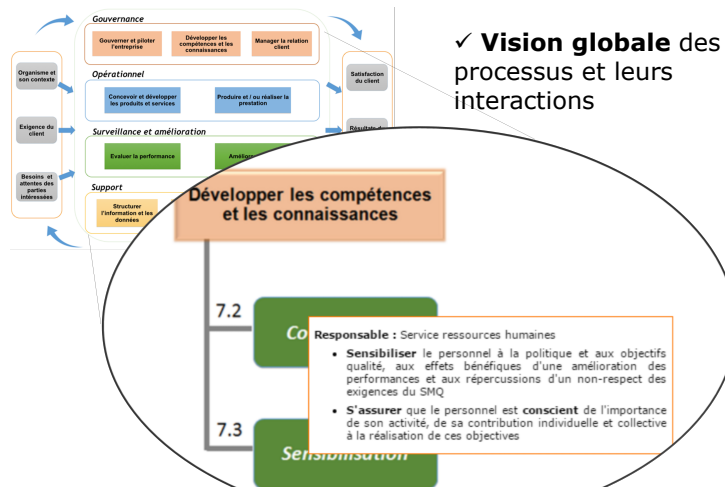 Gouvernance
Gouverner et piloter
l'entreprise
Développer les
compétences et les
connaissances
Manager la relation
client
Organisme et
son contexte
Exigence du
client
Besoins et
attentes des
parties
intéressées
Opérationnel
Concevoir et développer
les produits et services
Produire et / ou réaliser la
prestation
Surveillance et amélioration
Evaluer la performance
Support
Structurer
l'information et les
données
Satisfaction
du client
✓ Vision globale des
processus et leurs
interactions
Développer les compétences
et les connaissances
7.2
7.3
Sensibilisation
Responsable : Service ressources humaines
• Sensibiliser le personnel à la politique et aux objectifs
qualité, aux effets bénéfiques d'une amélioration des
performances et aux répercussions d'un non-respect des
exigences du SMQ
• S'assurer que le personnel est conscient de l'importance
de son activité, de sa contribution individuelle et collective
à la réalisation de ces objectives